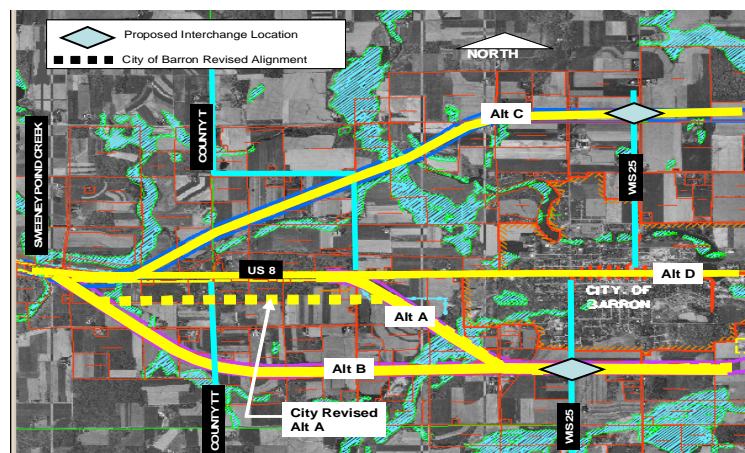 Proposed Interchange Location
City of Barron Revised Alignment
NORTH
COUNTY T
SWEENEY POIND CREEK
Alt C
WIS 25
US 8
Alt D
CITY OF
BARRON
Alt A
Alt B
City Revised
Alt A
COUNTY TT
WIS 25